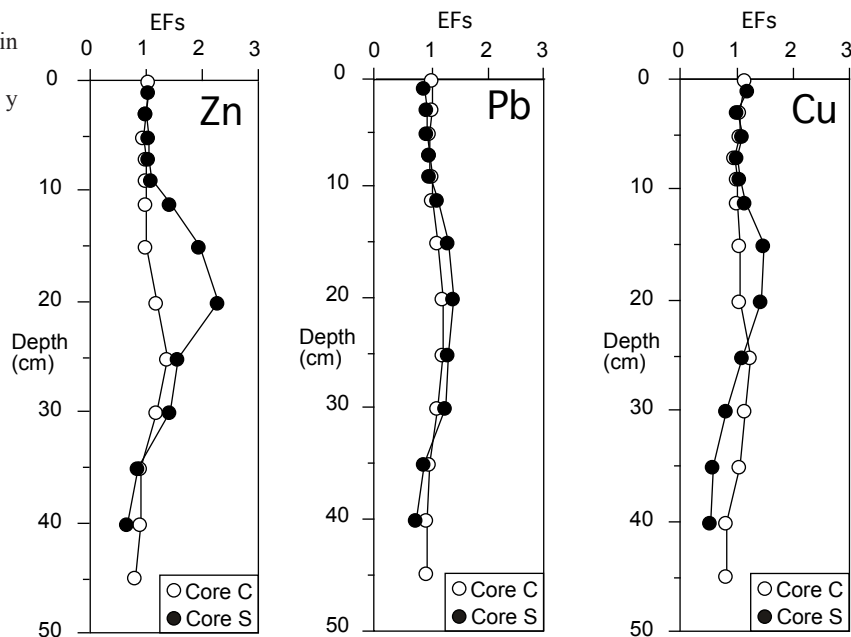 in
y
EFs
0 1 2 3
Zn
0
10
20
30
40
50
Depth
(cm)
Core C
Core S
EFs
0 1 2 3
Pb
0
10
20
30
40
50
Depth
(cm)
Core C
Core S
EFs
0 1 2 3
Cu
0
10
20
30
40
50
Depth
(cm)
Core C
Core S